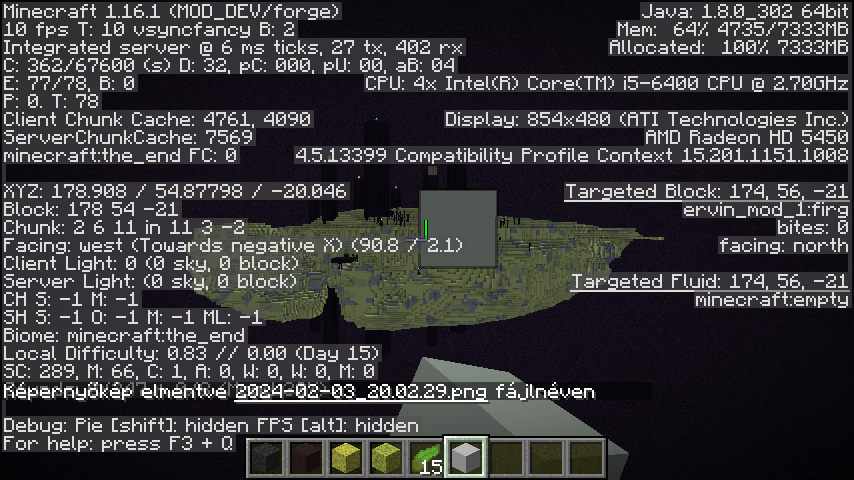 Minecraft 1.16.1 (MOD_DEV/forge)
10 fps T: 10 vsyncfancy B: 2
Integrated server @ 6 ms ticks, 27 tx, 402 rx
C: 362/67600 (s) D: 32, pC: 000, pU: 00, aB: 04
E: 77/78, B: 0
P: 0. T: 78
Client Chunk Cache: 4761, 4090
ServerChunkCache: 7569
minecraft:the_end FC: 0
XYZ: 178.908 / 54.87798 / -20.046
Block: 178 54 -21
Chunk: 2 6 11 in 11 3 -2
Facing: west (Towards negative X) (90.8 / 2.1)
Client Light: 0 (0 sky, 0 block)
Server Light: (0 sky, 0 block)
CH S: -1 M: -1
SH S: -1 O: -1 M: -1 ML: -1
Biome: minecraft:the_end
Local Difficulty: 0.83 // 0.00 (Day 15)
SC: 289, M: 66, C: 1, A: 0, W: 0, W: 0, M: 0
Képernyőkép elmentve 2024-02-03_20.02.29.png fájlnéven
Debug: Pie [shift]: hidden FPS [alt]: hidden
For help: press F3 + Q
Java: 1.8.0_302 64bit
Mem: 64% 4735/7333MB
Allocated: 100% 7333MB
CPU: 4x Intel(R) Core(TM) i5-6400 CPU @ 2.70GHz
Display: 854x480 (ATI Technologies Inc.)
AMD Radeon HD 5450
4.5.13399 Compatibility Profile Context 15.201.1151.1008
Targeted Block: 174, 56, -21
ervin_mod_1:firg
bites: 0
facing: north
Targeted Fluid: 174, 56, -21
minecraft:empty
15